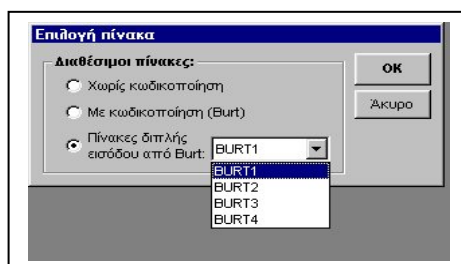 Επιλογή πίνακα
Διαθέσιμοι πίνακες:
Χωρίς κωδικοποίηση
Με κωδικοποίηση (Burt)
Πίνακες διπλής
εισόδου από Burt:
BURT1
BURT1
BURT2
BURT3
BURT4
OK
Άκυρο